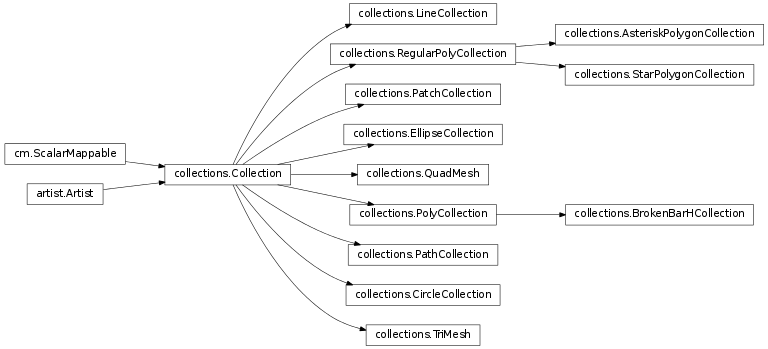 collections.LineCollection
collections.AsteriskPolygonCollection
collections.RegularPolyCollection
collections.StarPolygonCollection
collections.PatchCollection
collections.EllipseCollection
cm.ScalarMappable
collections.Collection
collections.QuadMesh
artist.Artist
collections.PolyCollection
collections.BrokenBarHCollection
collections.PathCollection
collections.CircleCollection
collections.TriMesh